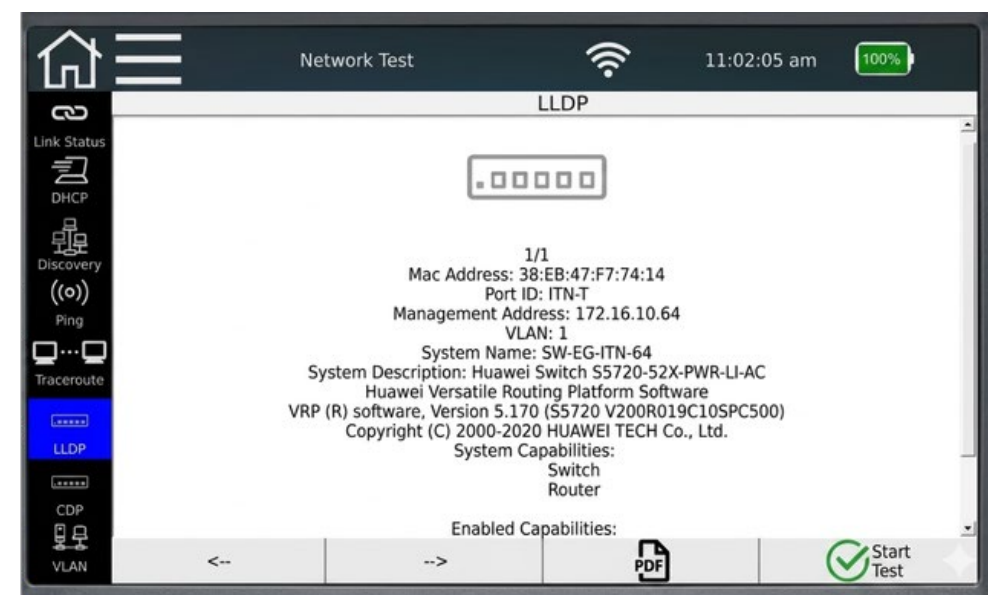 Network Test
11:02:05 am
100%
LLDP
Link Status
DHCP
Discovery
Ping
Traceroute
LLDP
CDP
VLAN
1/1
Mac Address: 38:EB:47:F7:74:14
Port ID: ITN-T
Management Address: 172.16.10.64
VLAN: 1
System Name: SW-EG-ITN-64
System Description: Huawei Switch S5720-52X-PWR-LI-AC
Huawei Versatile Routing Platform Software
VRP (R) software, Version 5.170 (S5720 V200R019C10SPC500)
Copyright (C) 2000-2020 HUAWEI TECH Co., Ltd.
System Capabilities:
Switch
Router
Enabled Capabilities:
<--
-->
PDF
Start
Test